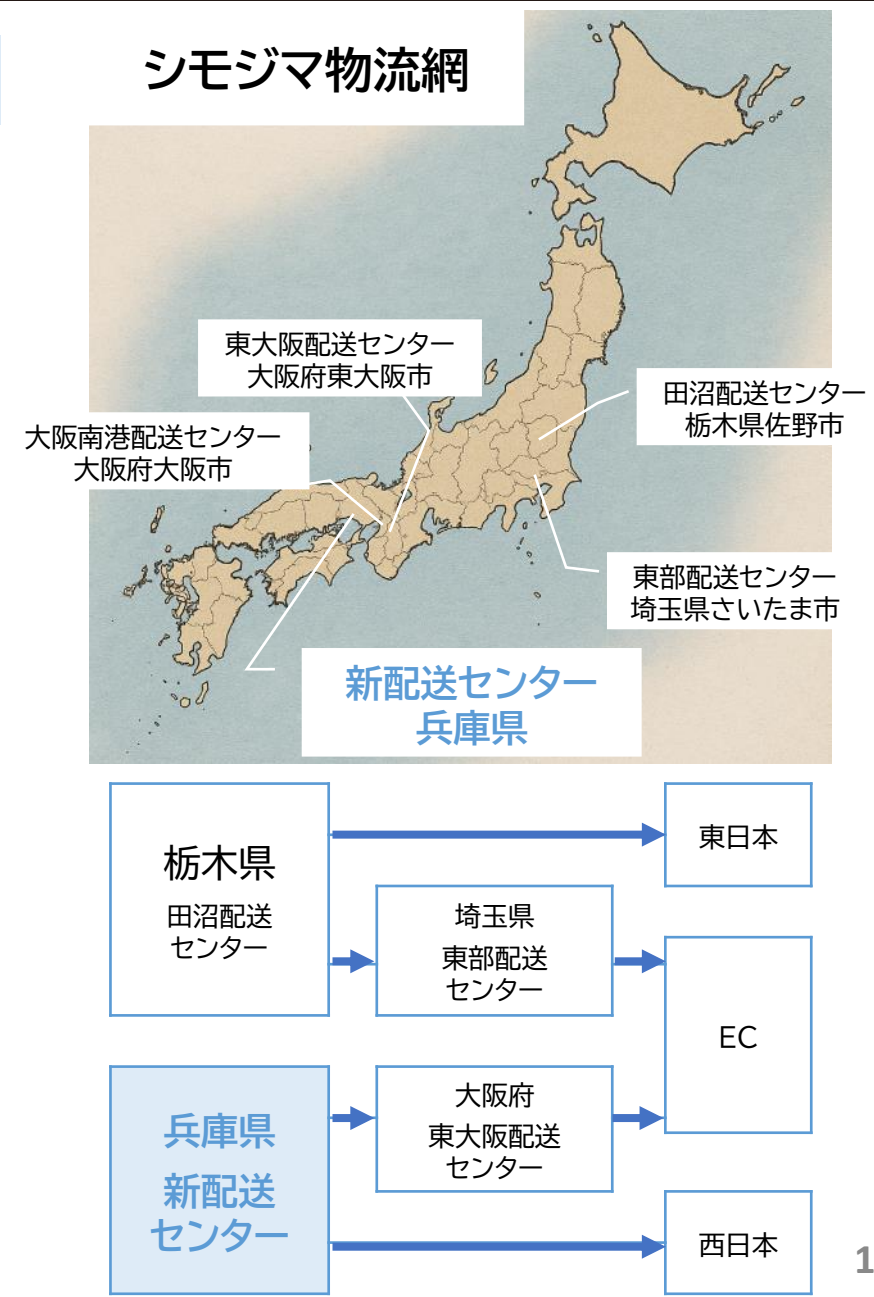 シモジマ物流網
東大阪配送センター
大阪府東大阪市
田沼配送センター
栃木県佐野市
大阪南港配送センター
大阪府大阪市
東部配送センター
埼玉県さいたま市
新配送センター
兵庫県
栃木県
田沼配送
センター
東日本
埼玉県
東部配送
センター
EC
兵庫県
新配送
センター
大阪府
東大阪配送
センター
西日本
1